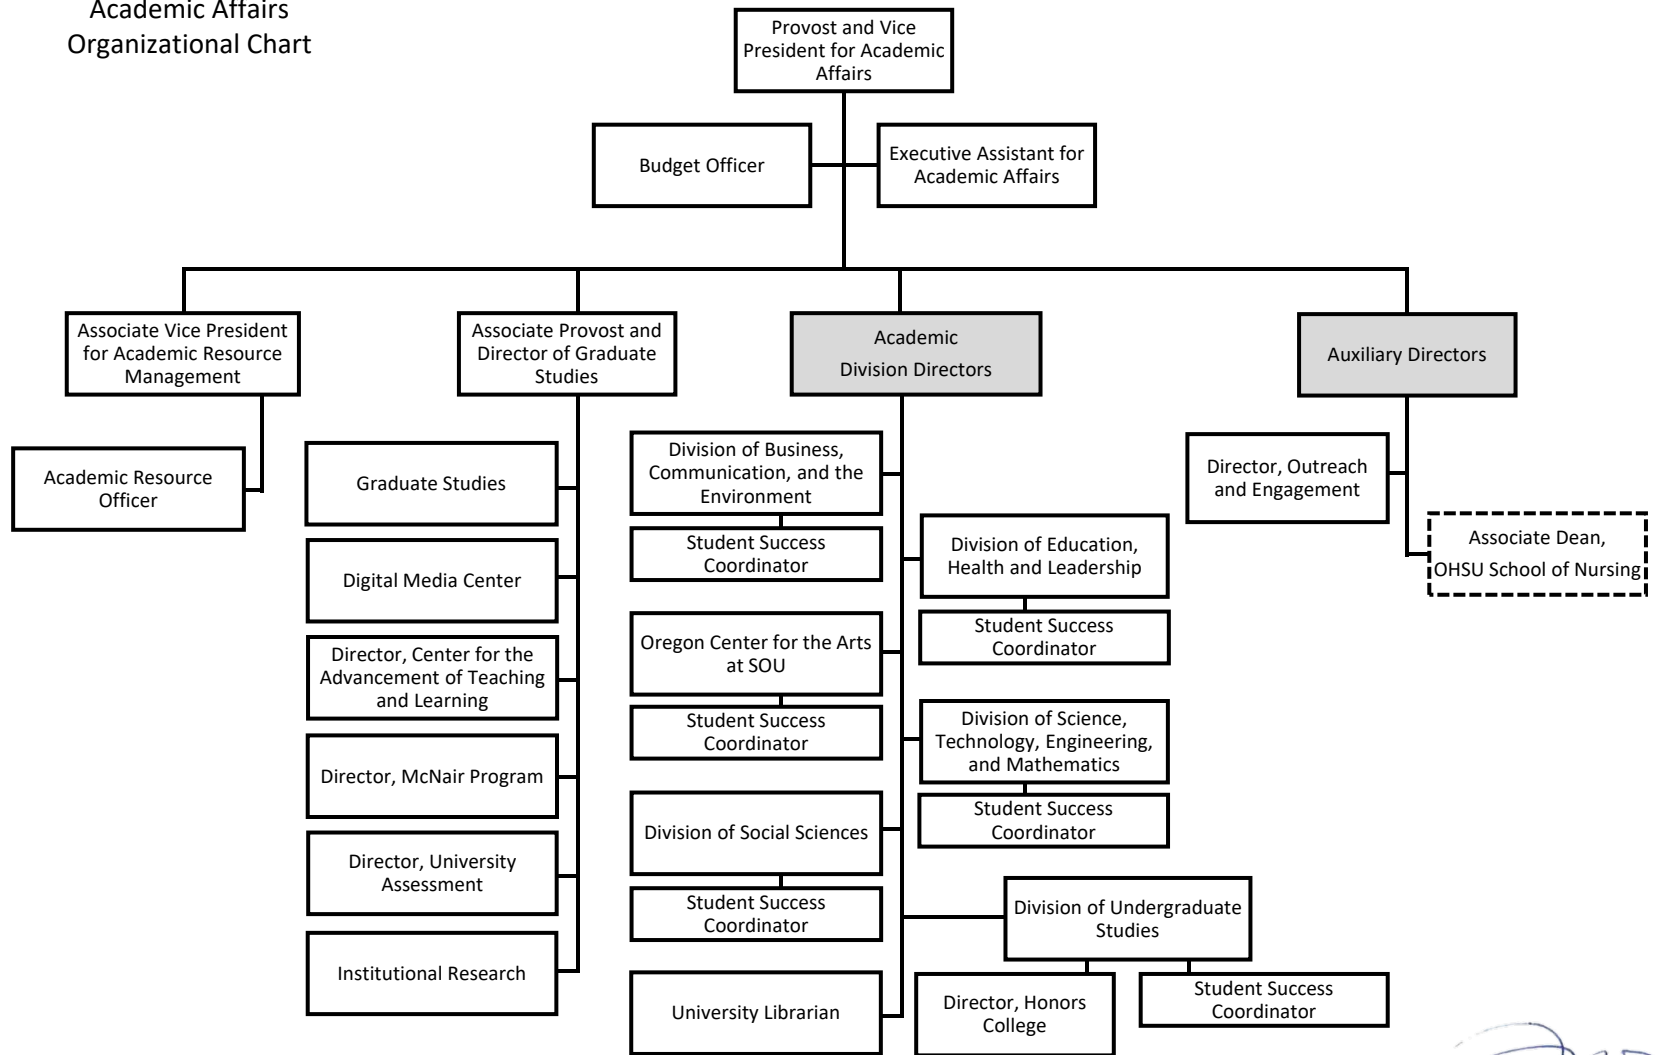 Academic Affairs
Organizational Chart
Provost and Vice
President for Academic
Affairs
Budget Officer
Executive Assistant for
Academic Affairs
Associate Vice President
for Academic Resource
Management
Associate Provost and
Director of Graduate
Studies
Academic
Division Directors
Auxiliary Directors
Academic Resource
Officer
Graduate Studies
Digital Media Center
Director, Center for the
Advancement of Teaching
and Learning
Director, McNair Program
Director, University
Assessment
Institutional Research
Division of Business,
Communication, and the
Environment
Student Success
Coordinator
Division of Education,
Health and Leadership
Student Success
Coordinator
Oregon Center for the Arts
at SOU
Student Success
Coordinator
Division of Science,
Technology, Engineering,
and Mathematics
Student Success
Coordinator
Division of Social Sciences
Student Success
Coordinator
Division of Undergraduate
Studies
Director, Honors
College
Student Success
Coordinator
University Librarian
Director, Outreach
and Engagement
Associate Dean,
OHSU School of Nursing